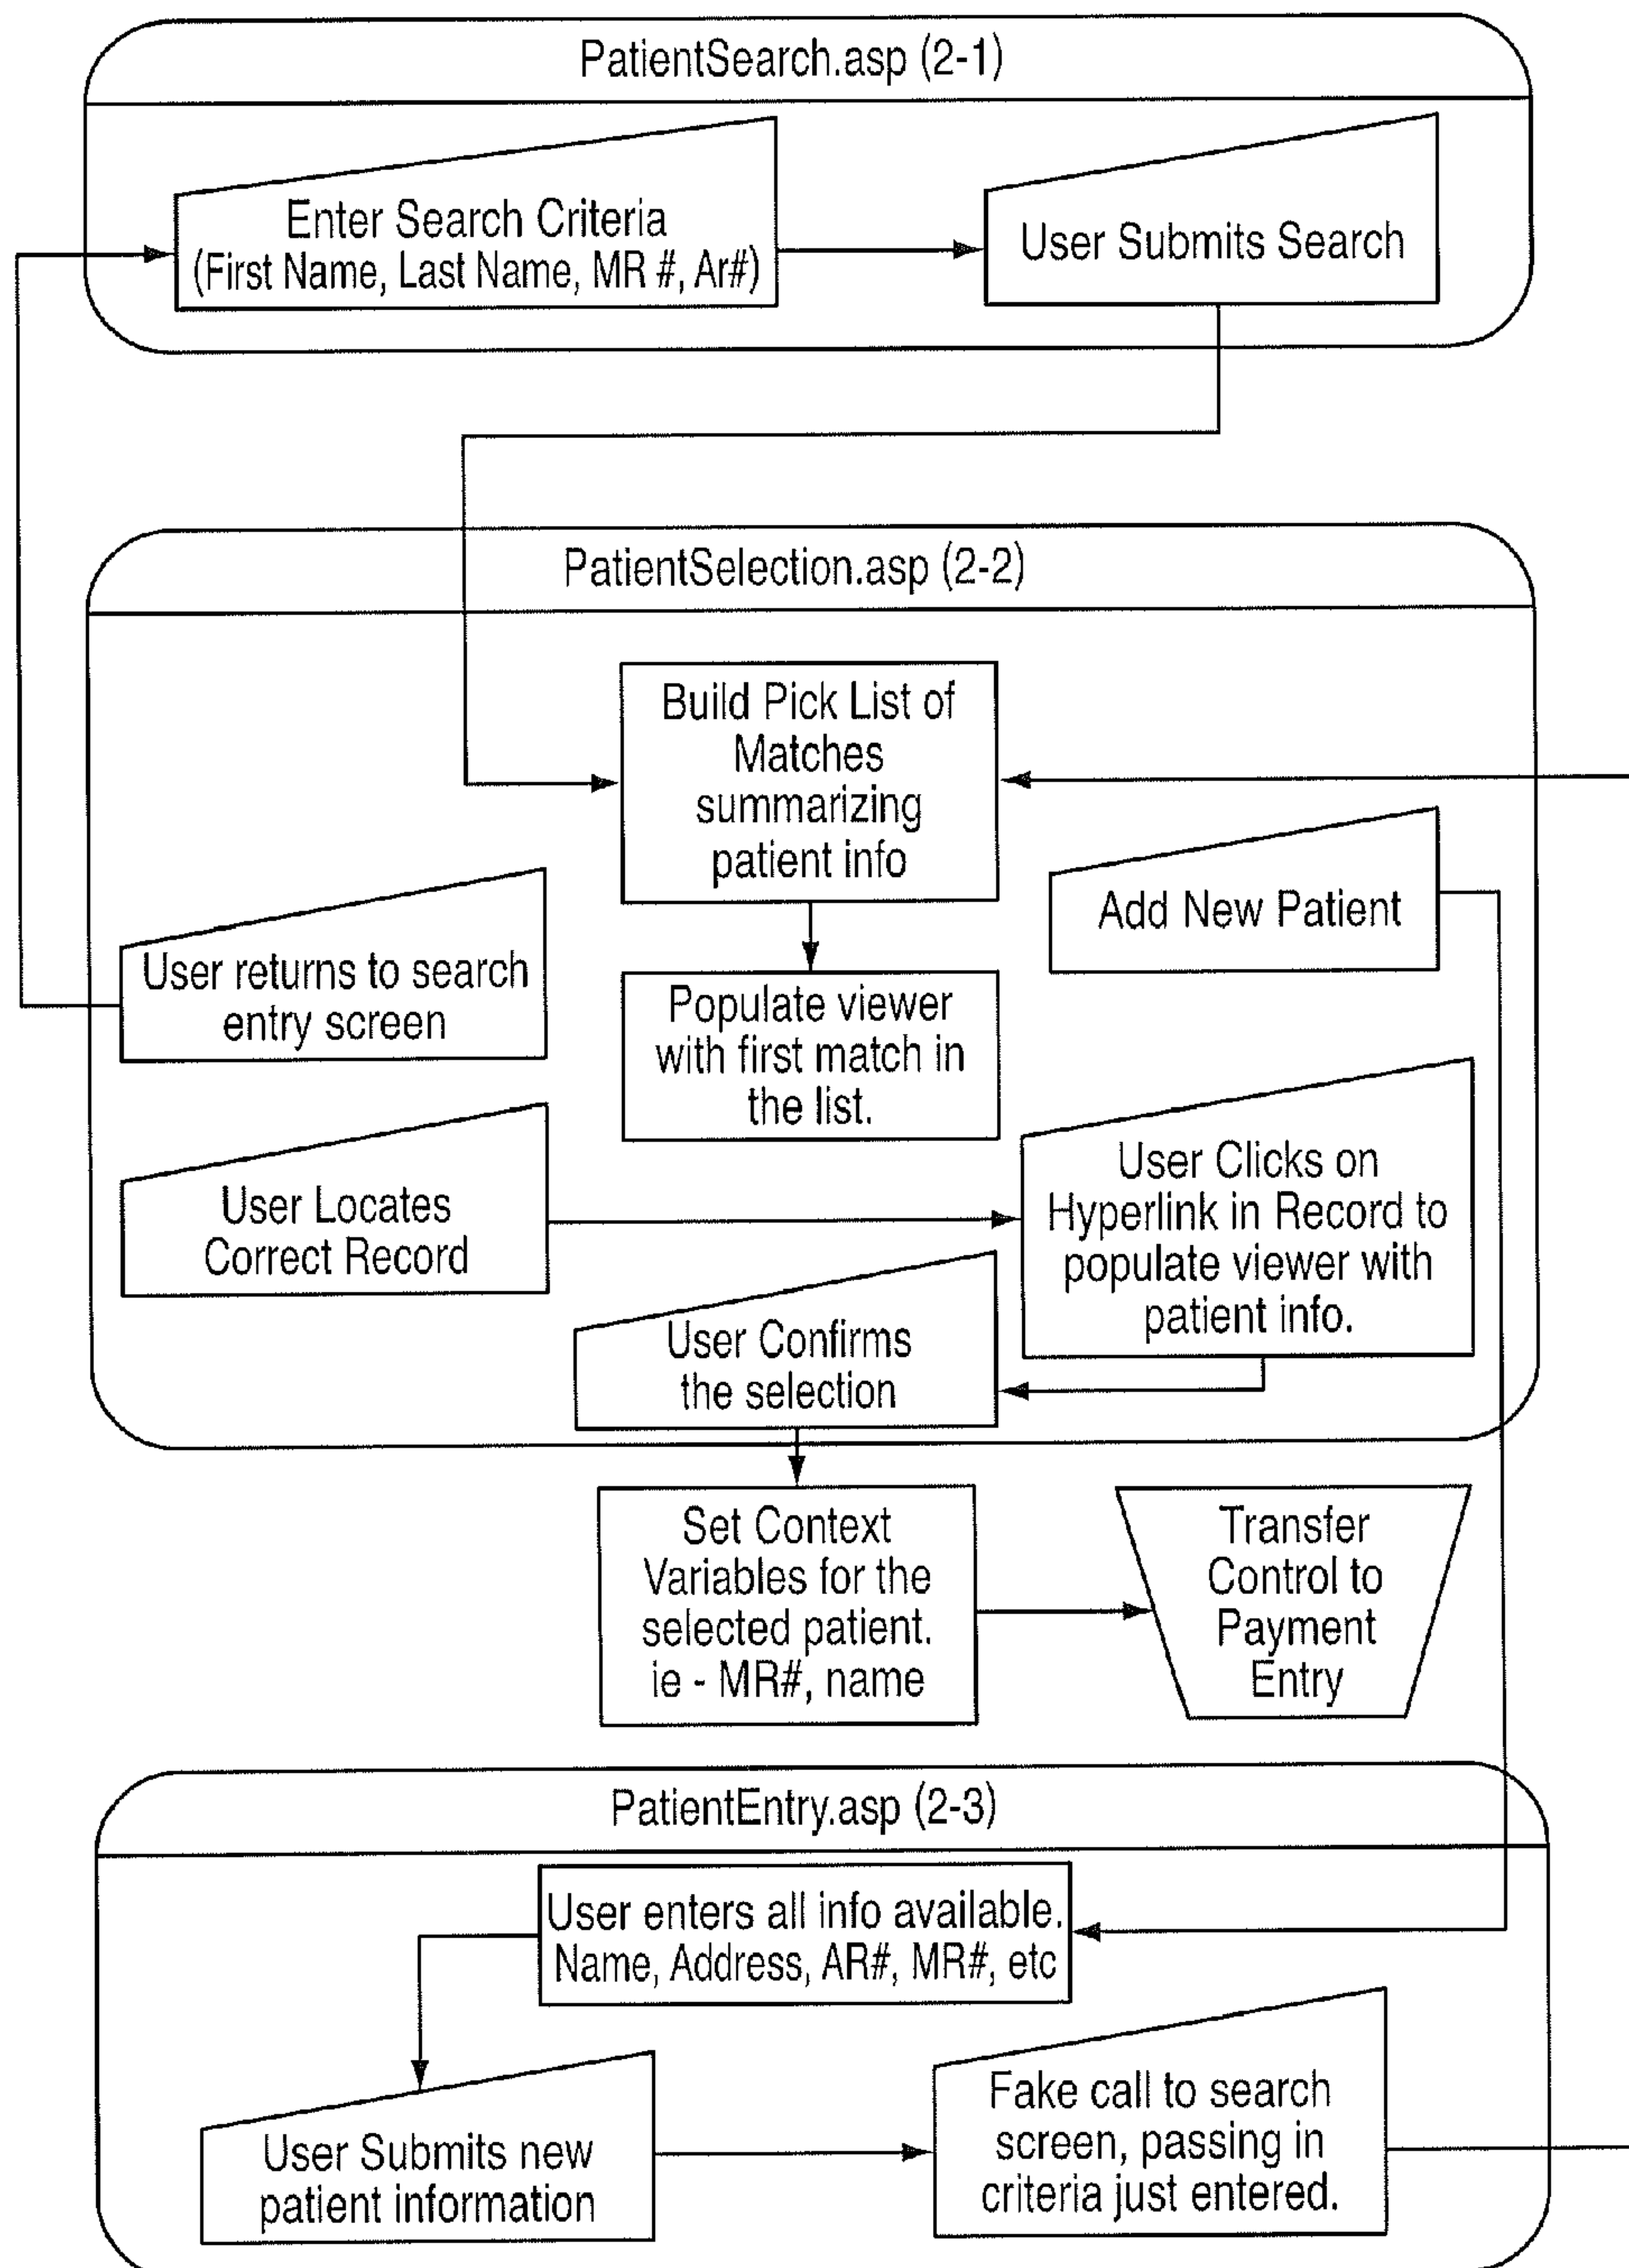 PatientSearch.asp (2-1)
Enter Search Criteria
(First Name, Last Name, MR #, Ar#)
User Submits Search
PatientSelection.asp (2-2)
Build Pick List of
Matches
summarizing
patient info
Add New Patient
User returns to search
entry screen
Populate viewer
with first match in
the list.
User Locates
Correct Record
User Clicks on
Hyperlink in Record to
populate viewer with
patient info.
User Confirms
the selection
Set Context
Variables for the
selected patient.
ie - MR#, name
Transfer
Control to
Payment
Entry
PatientEntry.asp (2-3)
User enters all info available.
Name, Address, AR#, MR#, etc
User Submits new
patient information
Fake call to search
screen, passing in
criteria just entered.